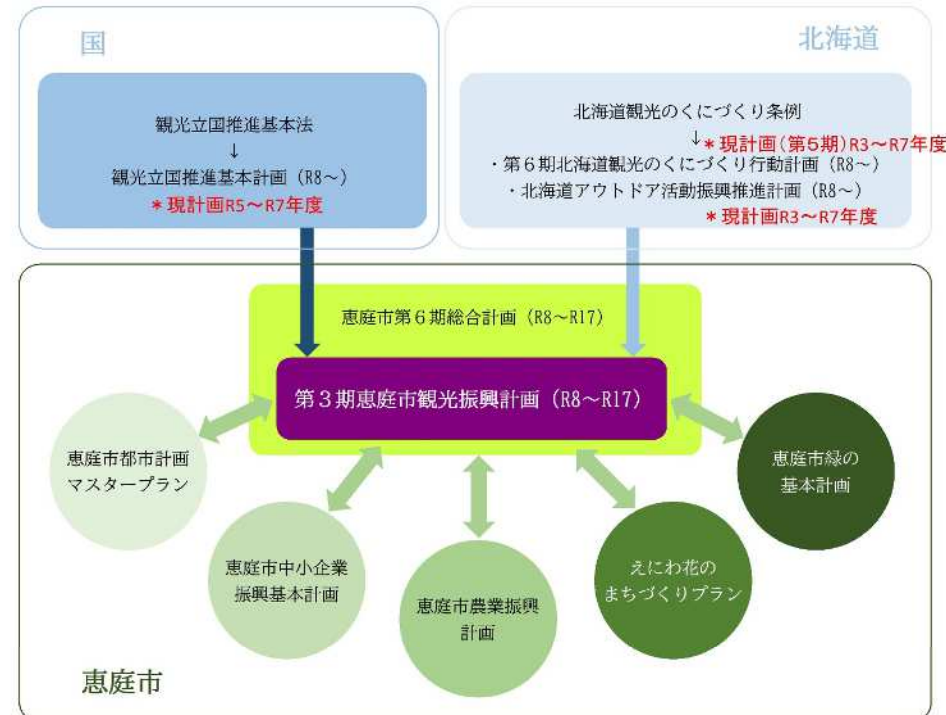 国
観光立国推進基本法
↓
観光立国推進基本計画（R8～）
＊現計画R5～R7年度
北海道
北海道観光のくにづくり条例
↓＊現計画（第5期）R3～R7年度
・第６期北海道観光のくにづくり行動計画（R8～）
・北海道アウトドア活動振興推進計画（R8～）
＊現計画R3～R7年度
恵庭市第６期総合計画（R8～R17）
第３期恵庭市観光振興計画（R8～R17）
恵庭市都市計画
マスタープラン
恵庭市中小企業
振興基本計画
恵庭市農業振興
計画
えにわ花の
まちづくりプラン
恵庭市緑の
基本計画
恵庭市